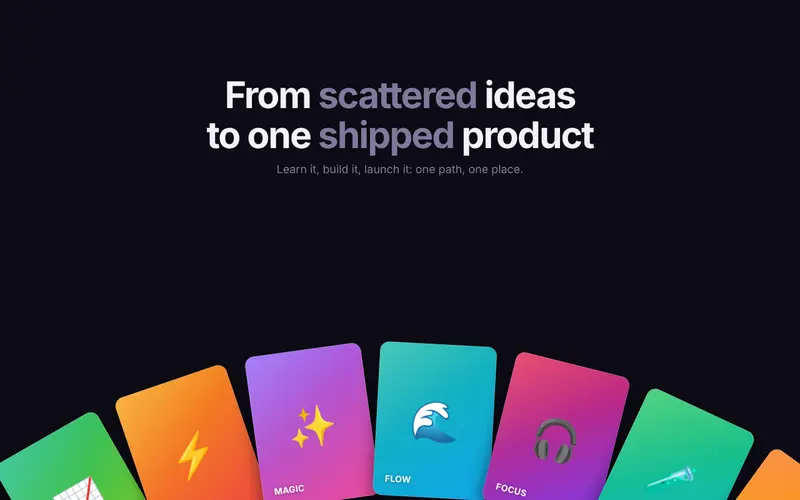 From scattered ideas
to one shipped product
Learn it, build it, launch it: one path, one place.
MAGIC
FLOW
FOCUS